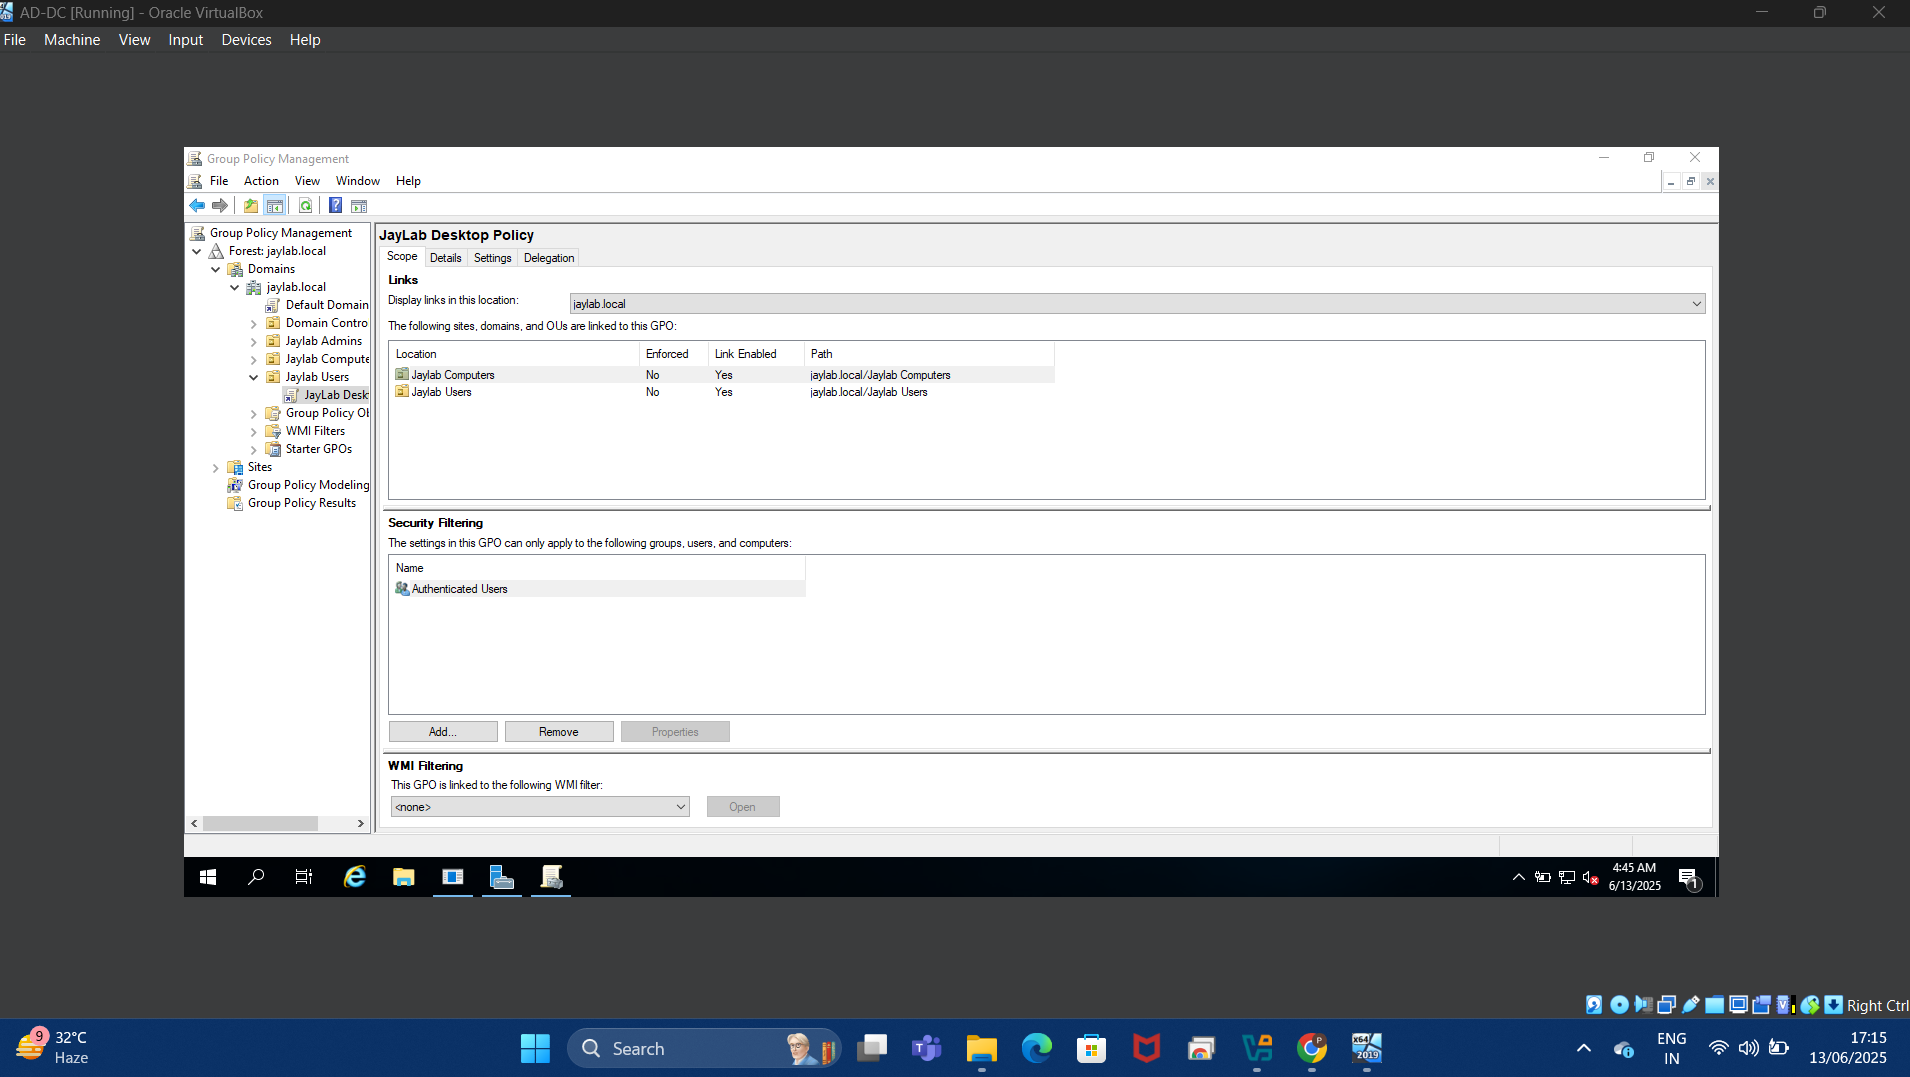 AD-DC [Running] - Oracle VirtualBox
File Machine View Input Devices Help
Group Policy Management
File Action View Window Help
Group Policy Management
Forest: jaylab.local
Domains
jaylab.local
Default Domain
Domain Contro
Jaylab Admins
Jaylab Compute
Jaylab Users
JayLab Desk
Group Policy Ob
WMI Filters
Starter GPOs
Sites
Group Policy Modeling
Group Policy Results
JayLab Desktop Policy
Scope Details Settings Delegation
Links
Display links in this location: jaylab.local
The following sites, domains, and OUs are linked to this GPO:
Location Enforced Link Enabled Path
Jaylab Computers No Yes jaylab.local/Jaylab Computers
Jaylab Users No Yes jaylab.local/Jaylab Users
Security Filtering
The settings in this GPO can only apply to the following groups, users, and computers:
Name
Authenticated Users
Add... Remove Properties
WMI Filtering
This GPO is linked to the following WMI filter:
<none> Open
4:45 AM
6/13/2025
1
Right Ctrl
9
32°C
Haze
Search
x64
2019
ENG
IN
17:15
13/06/2025